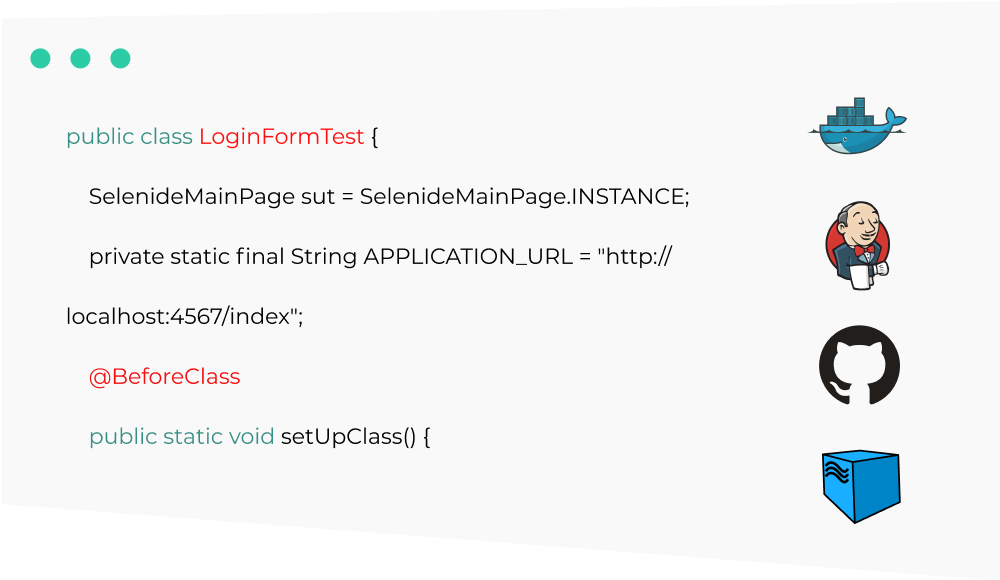 public class LoginFormTest {
SelenideMainPage sut = SelenideMainPage.INSTANCE;
private static final String APPLICATION_URL = "http://
localhost:4567/index";
@BeforeClass
public static void setUpClass() {